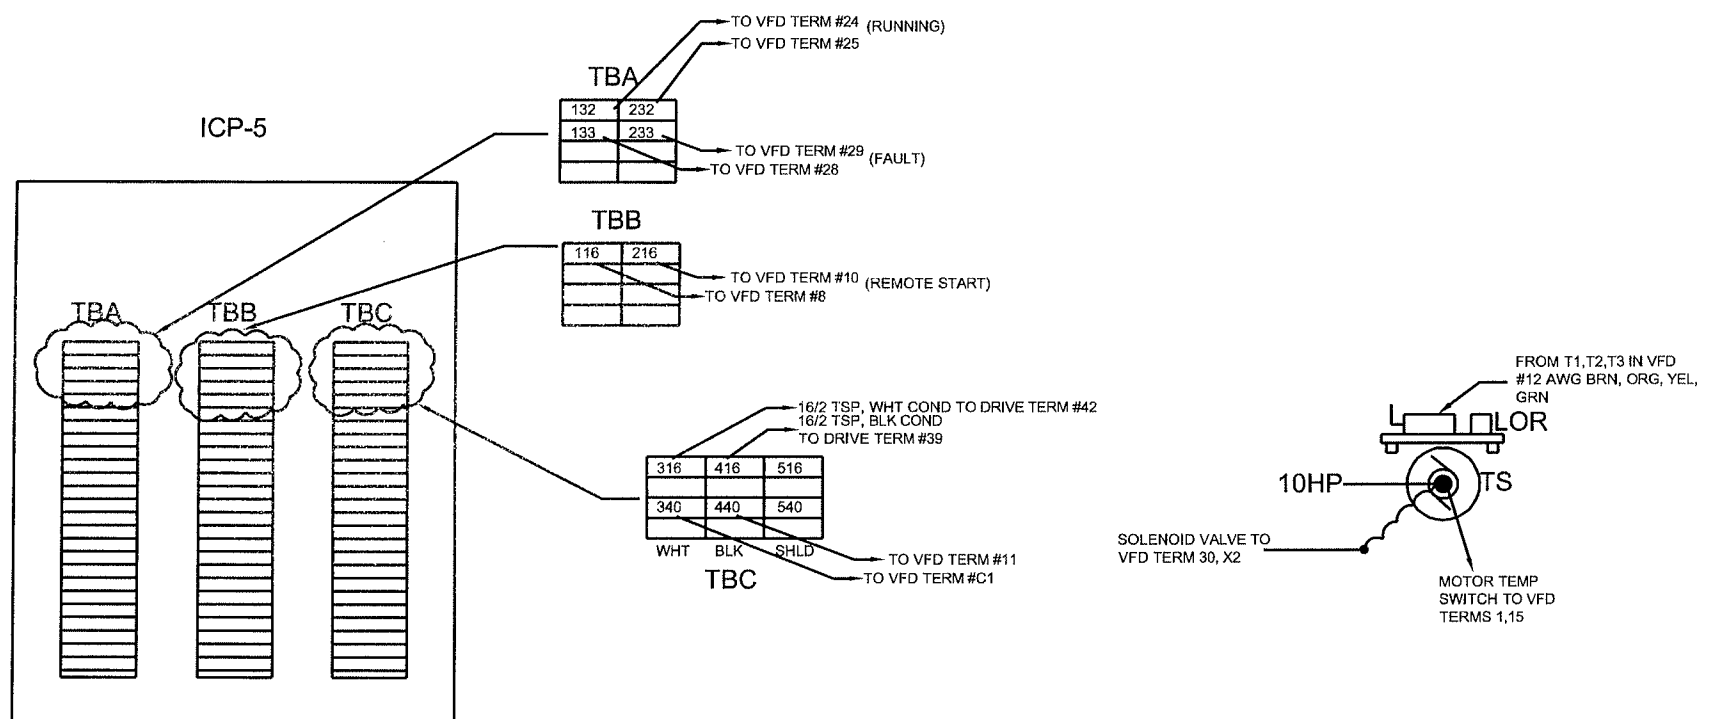 TO VFD TERM #24 (RUNNING)
TO VFD TERM #25
TBA
132 232
133 233
TO VFD TERM #29 (FAULT)
TO VFD TERM #28
ICP-5
TBB
116 216
TO VFD TERM #10 (REMOTE START)
TO VFD TERM #8
TBA TBB TBC
16/2 TSP, WHT COND TO DRIVE TERM #42
16/2 TSP, BLK COND
TO DRIVE TERM #39
316 416 516
340 440 540
WHT BLK SHLD
TBC
TO VFD TERM #11
TO VFD TERM #C1
FROM T1,T2,T3 IN VFD
#12 AWG BRN, ORG, YEL,
GRN
L LOR
10HP TS
SOLENOID VALVE TO
VFD TERM 30, X2
MOTOR TEMP
SWITCH TO VFD
TERMS 1,15